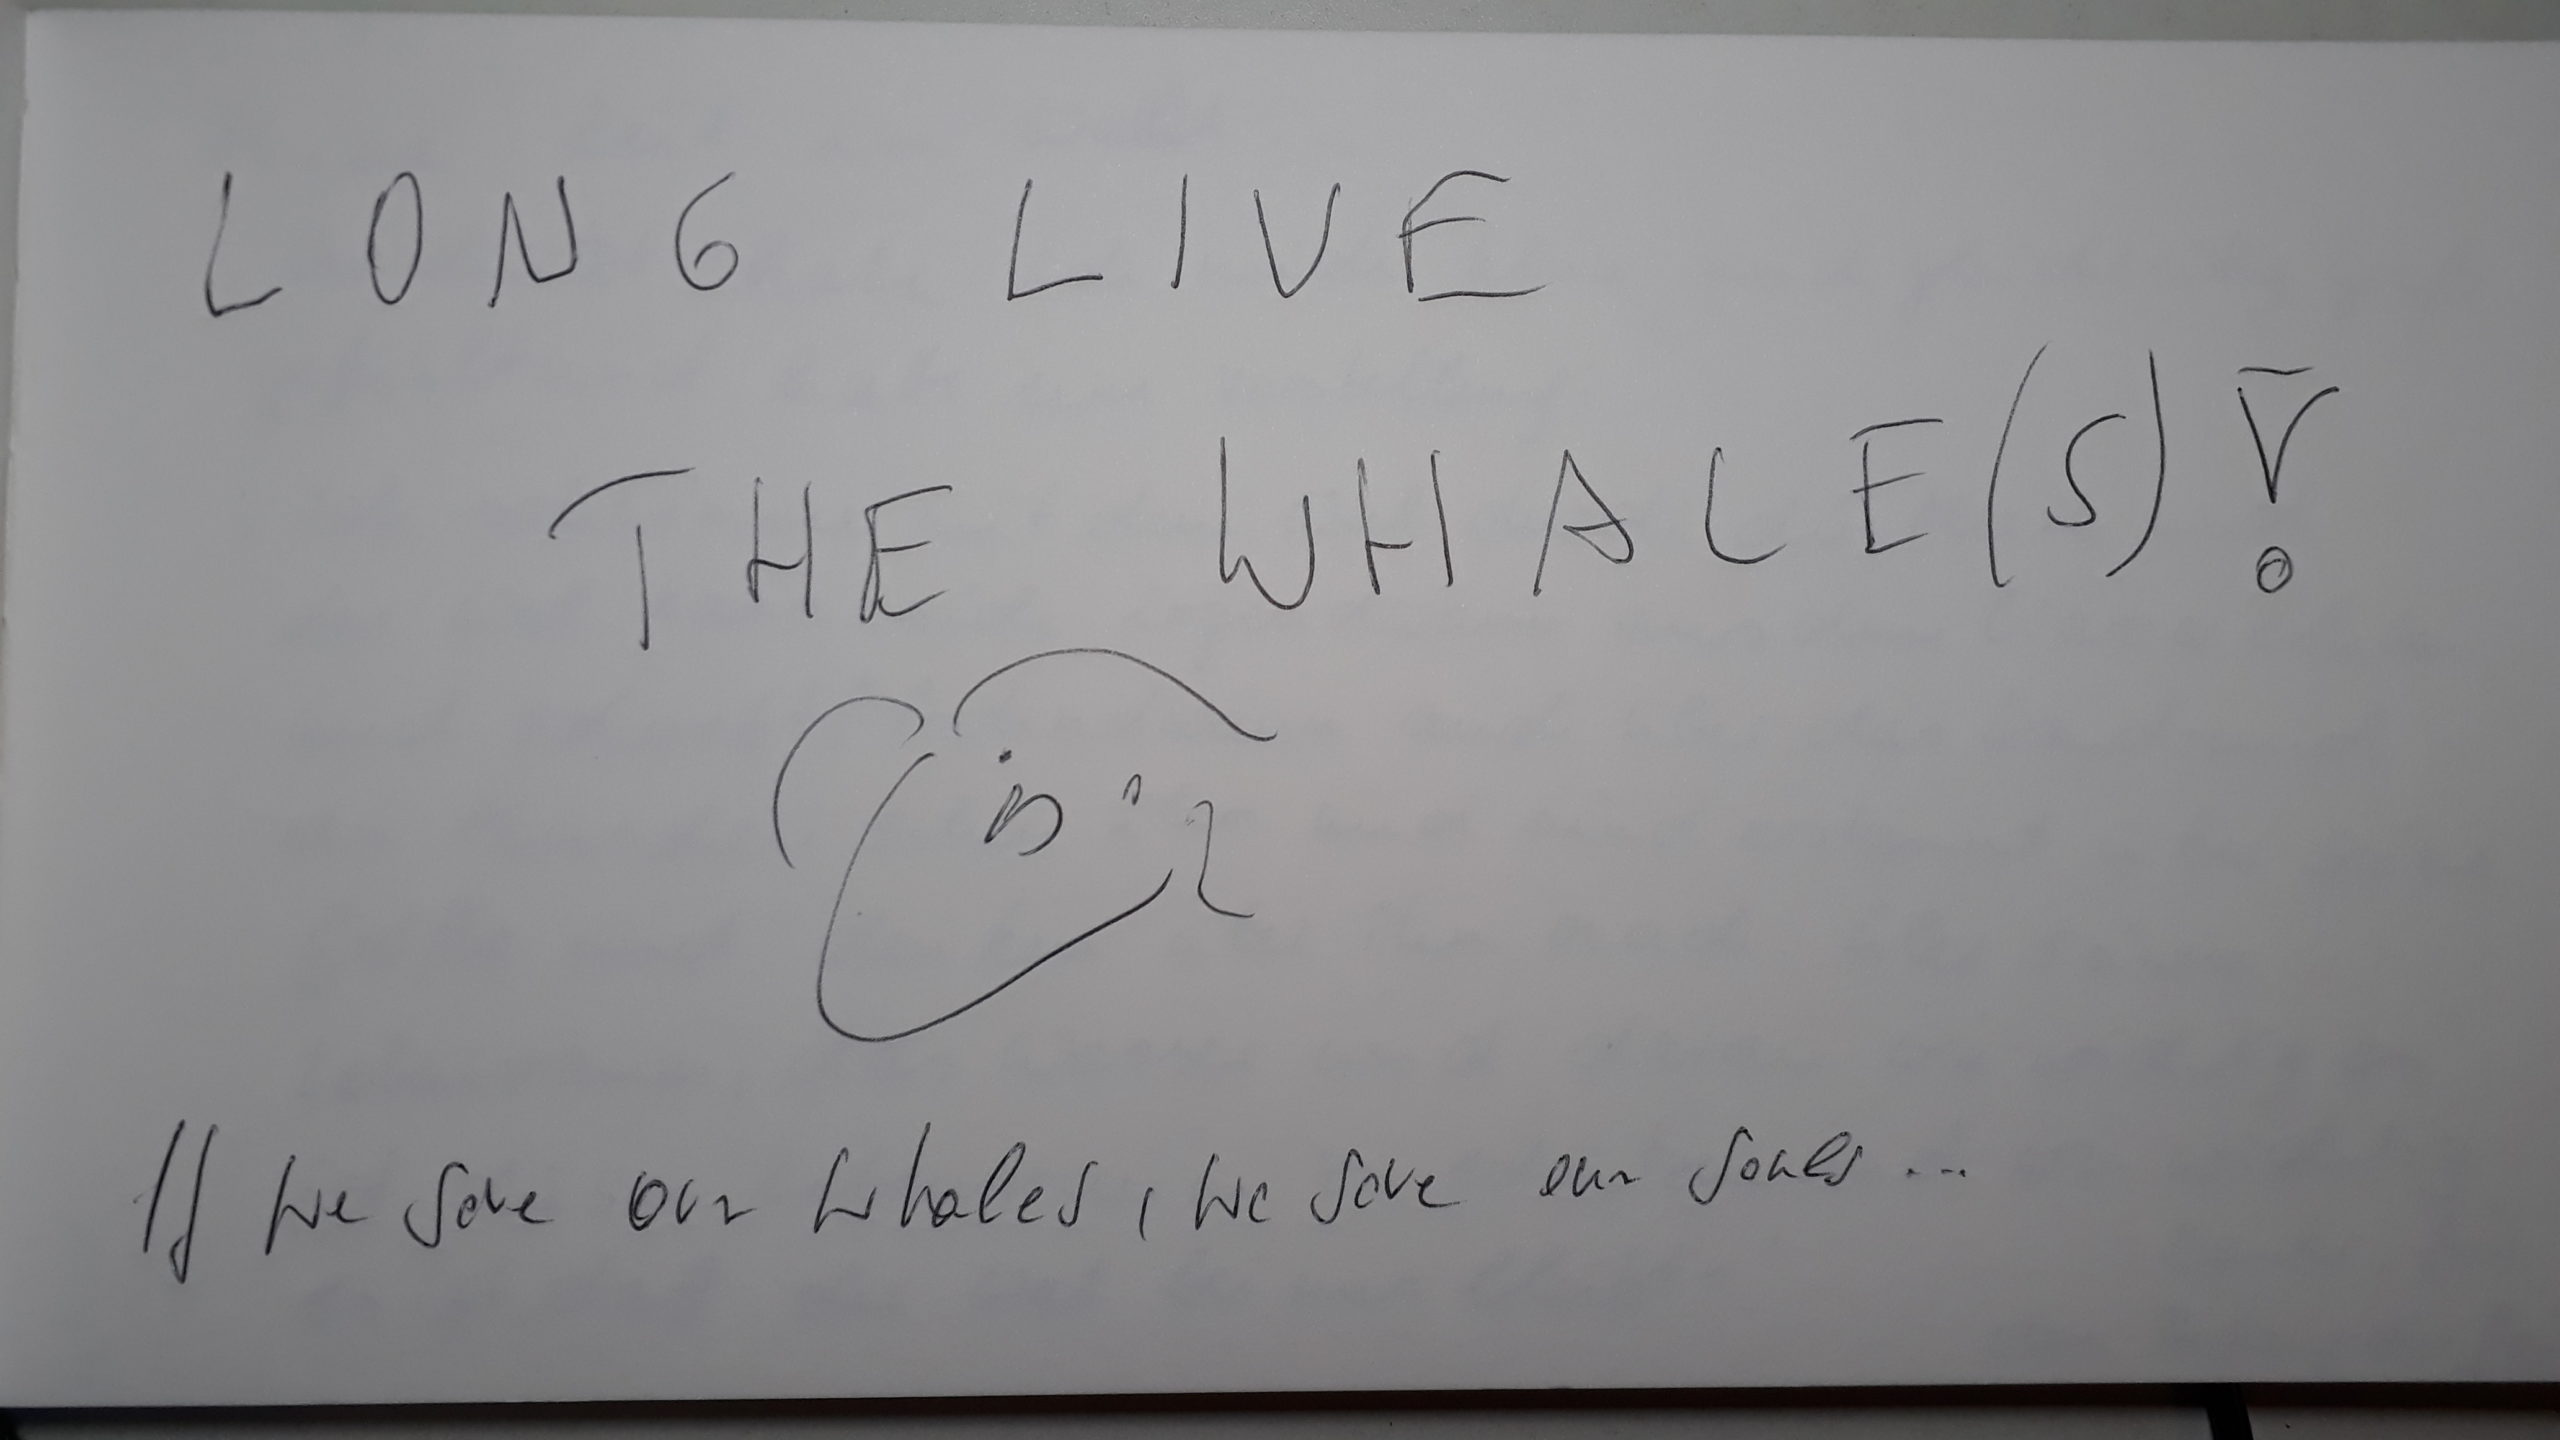 LONG LIVE
THE WHALE(S)!
If we save our whales, we save our souls...